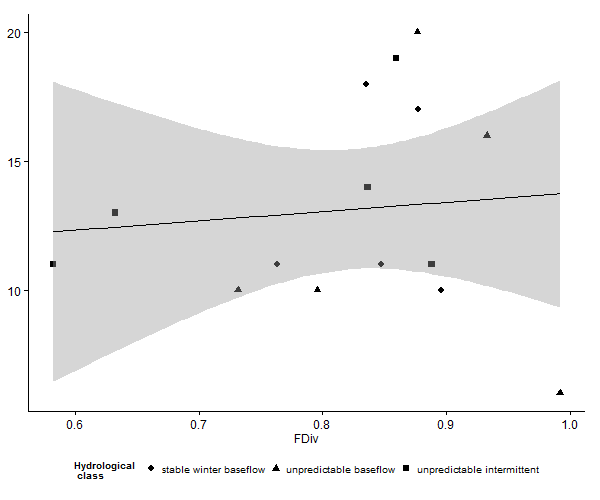 20
15
10
0.6 0.7 0.8 0.9 1.0
FDiv
Hydrological
class
stable winter baseflow unpredictable baseflow unpredictable intermittent